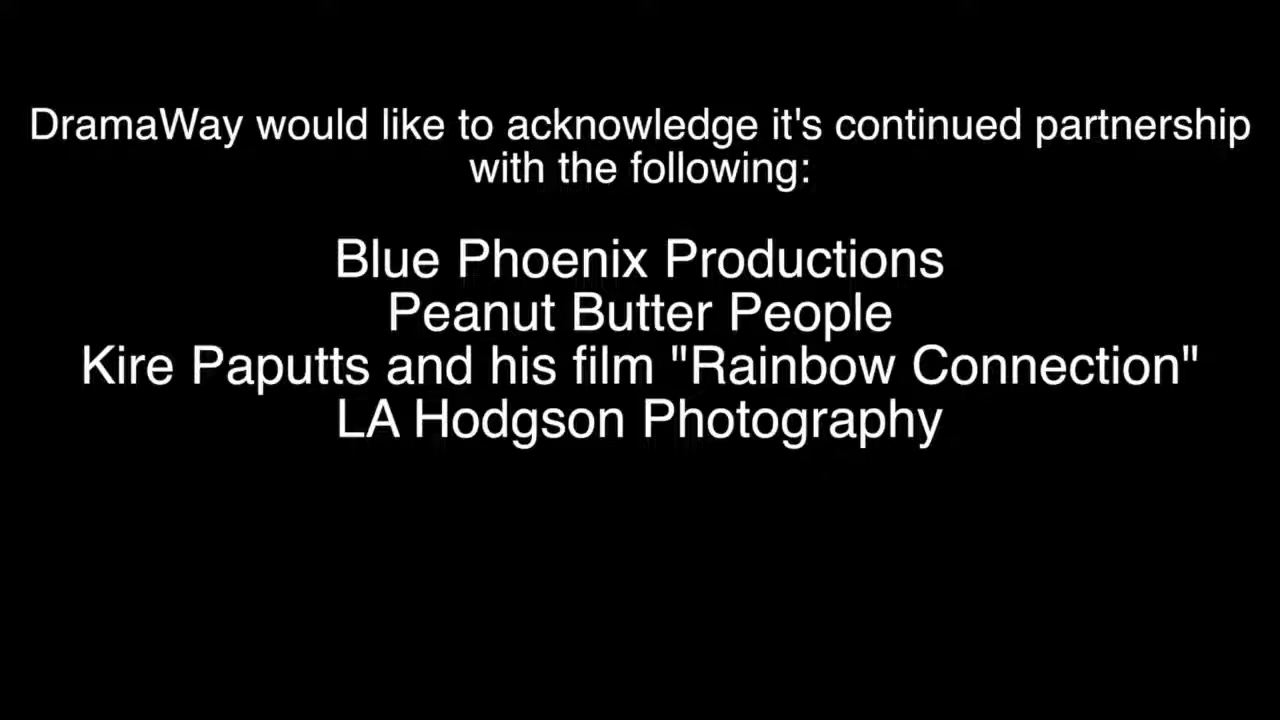 DramaWay would like to acknowledge it's continued partnership
with the following:
Blue Phoenix Productions
Peanut Butter People
Kire Paputts and his film "Rainbow Connection"
LA Hodgson Photography